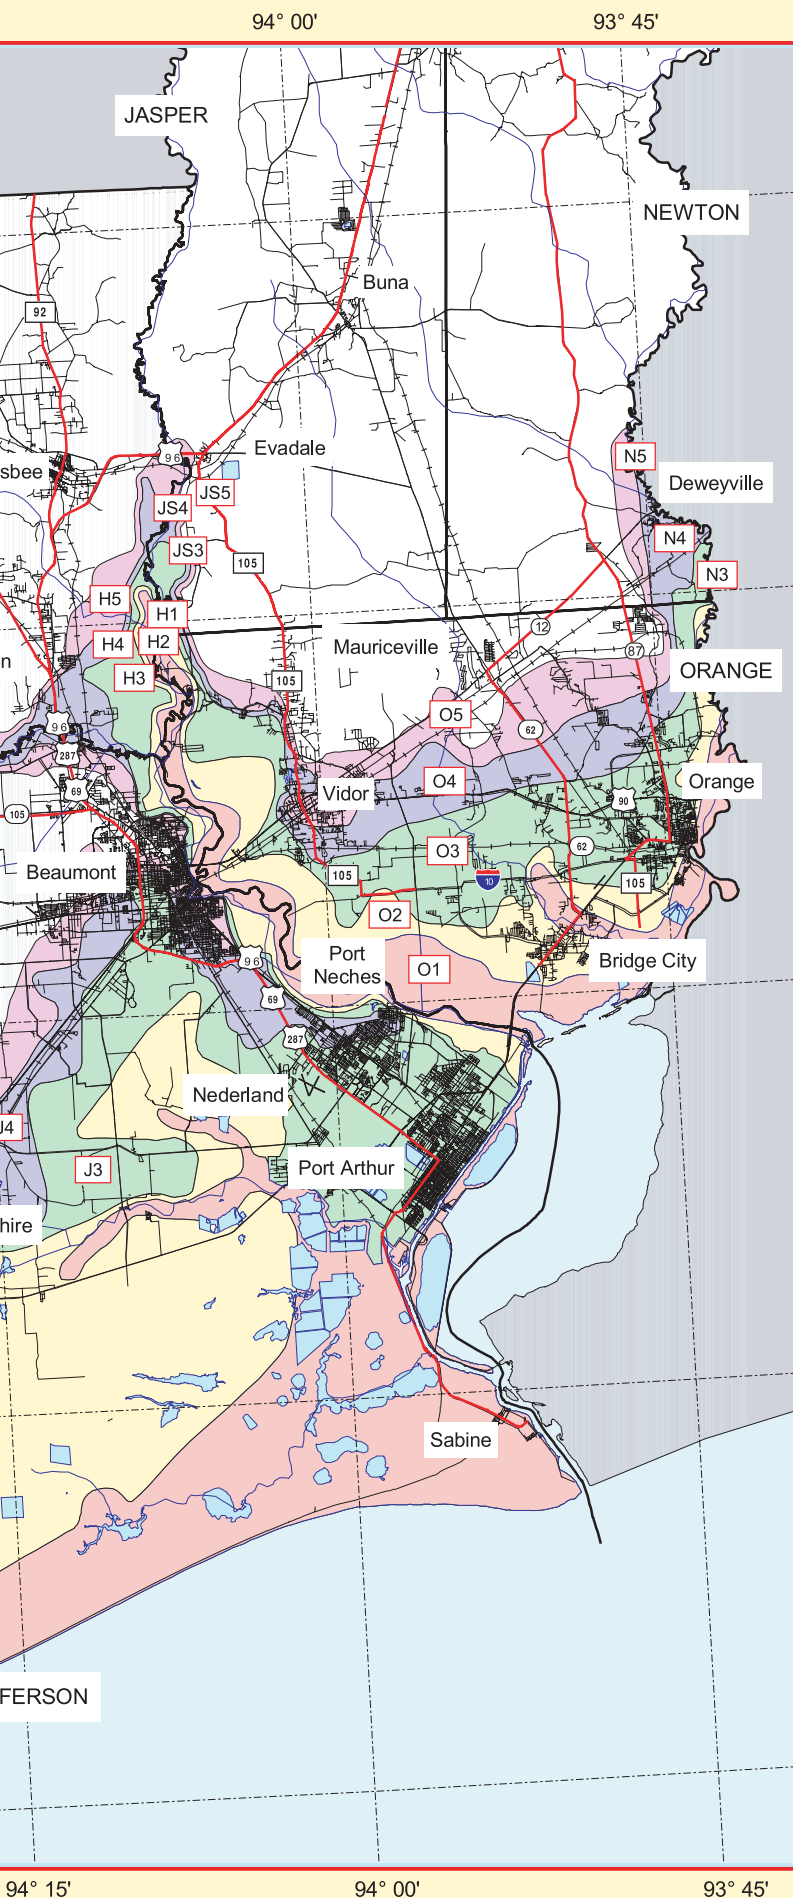 94° 00' 93° 45'
JASPER
NEWTON
Buna
92
N5
Evadale
96
sbee
Deweyville
JS5
JS4
N4
JS3
105
N3
H5
H1
12
H4
H2
Mauriceville
87
n
ORANGE
H3
105
O5
96
62
287
O4
Orange
69
Vidor
90
105
O3
62
Beaumont
105
10
105
O2
Port
Neches
96
O1
Bridge City
69
287
Nederland
J4
J3
Port Arthur
hire
Sabine
FERSON
94° 15' 94° 00' 93° 45'